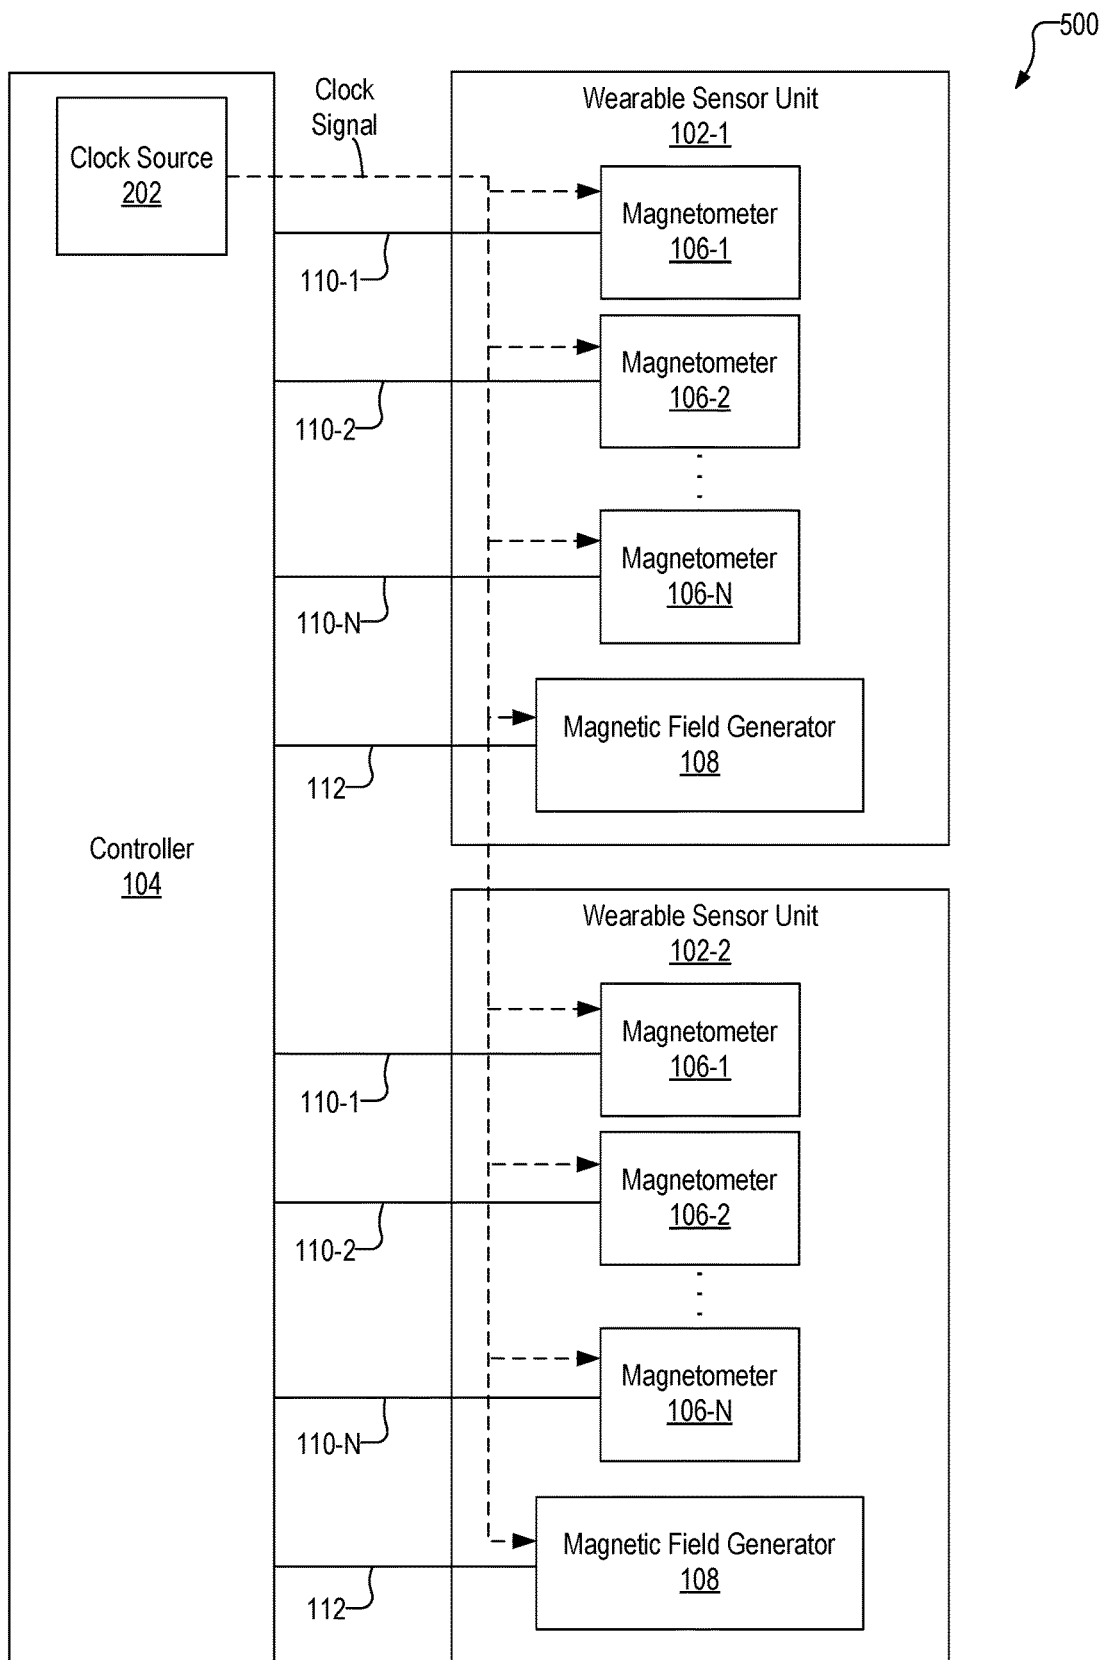 500
Clock
Signal
Clock Source
202
Wearable Sensor Unit
102-1
Magnetometer
106-1
110-1
Magnetometer
106-2
110-2
Magnetometer
106-N
110-N
Magnetic Field Generator
108
112
Controller
104
Wearable Sensor Unit
102-2
Magnetometer
106-1
110-1
Magnetometer
106-2
110-2
Magnetometer
106-N
110-N
Magnetic Field Generator
108
112